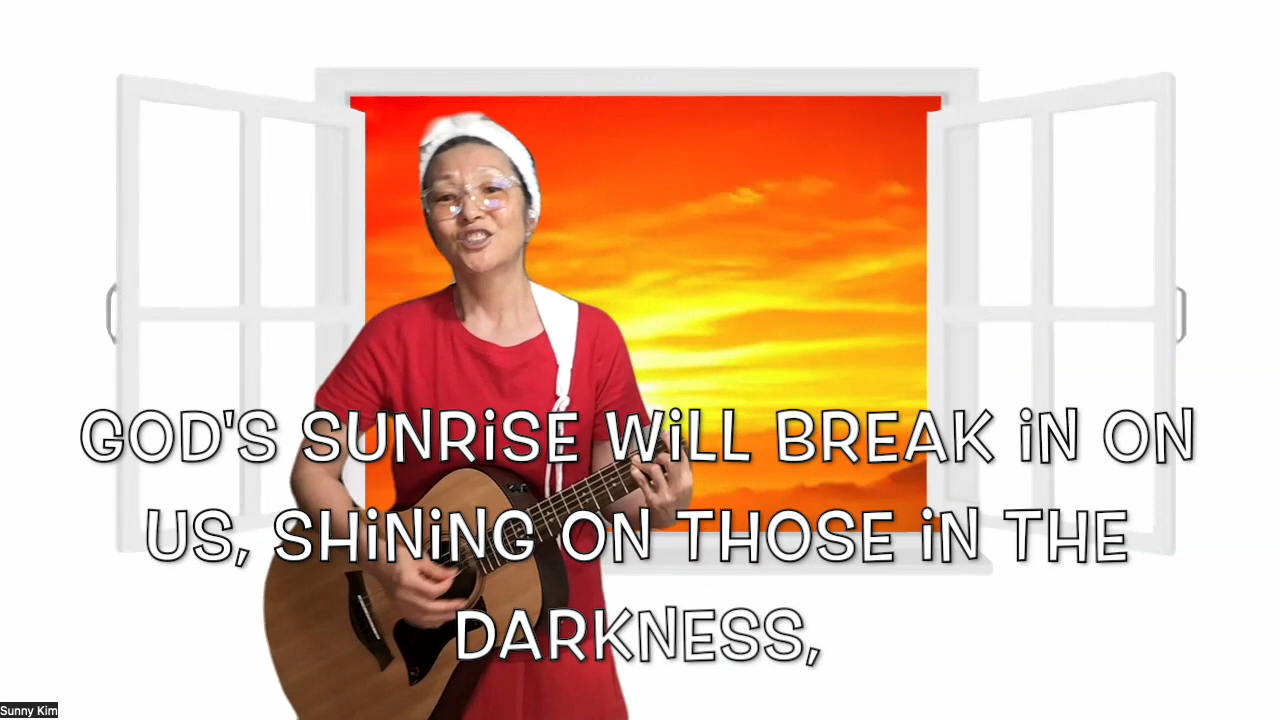 GOD'S SUNRiSE WiLL BREAK iN ON
US, SHiNiNG ON THOSE iN THE
DARKNESS,
Sunny Kim